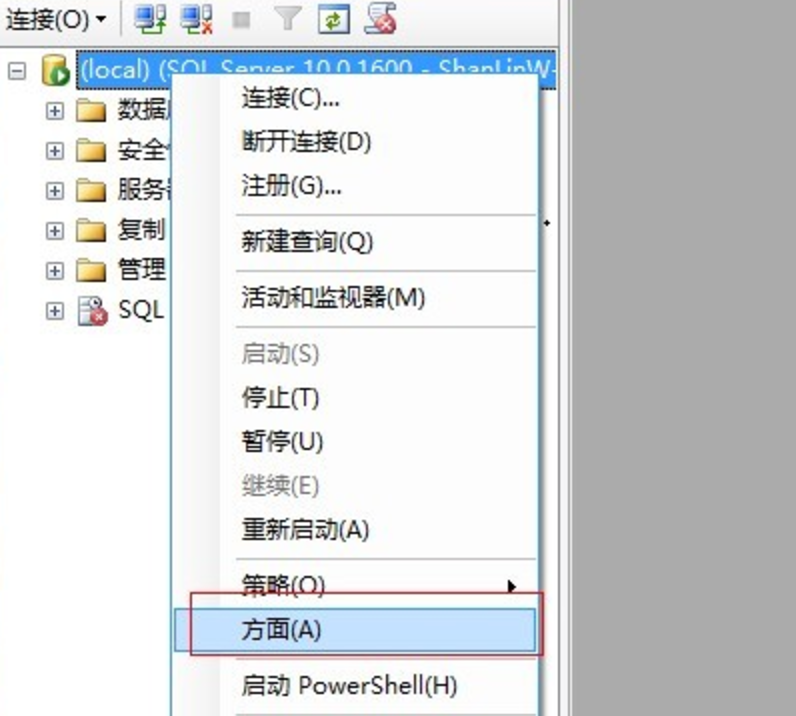 连接(O)
(local) (SQL Server 10.0.1600 - ShanLinW-
数据
安全
服务器
复制
管理
SQL
连接(C)...
断开连接(D)
注册(G)...
新建查询(Q)
活动和监视器(M)
启动(S)
停止(T)
暂停(U)
继续(E)
重新启动(A)
策略(O)
方面(A)
启动 PowerShell(H)